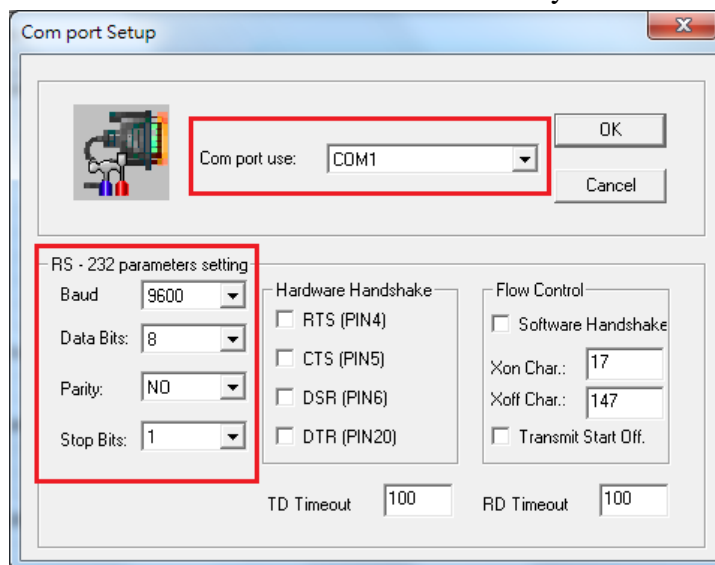 Com port Setup
OK
Com port use: COM1
Cancel
RS - 232 parameters setting
Baud 9600
Data Bits: 8
Parity: NO
Stop Bits: 1
Hardware Handshake
RTS (PIN4)
CTS (PIN5)
DSR (PIN6)
DTR (PIN20)
Flow Control
Software Handshake
Xon Char.: 17
Xoff Char.: 147
Transmit Start Off.
TD Timeout 100
RD Timeout 100